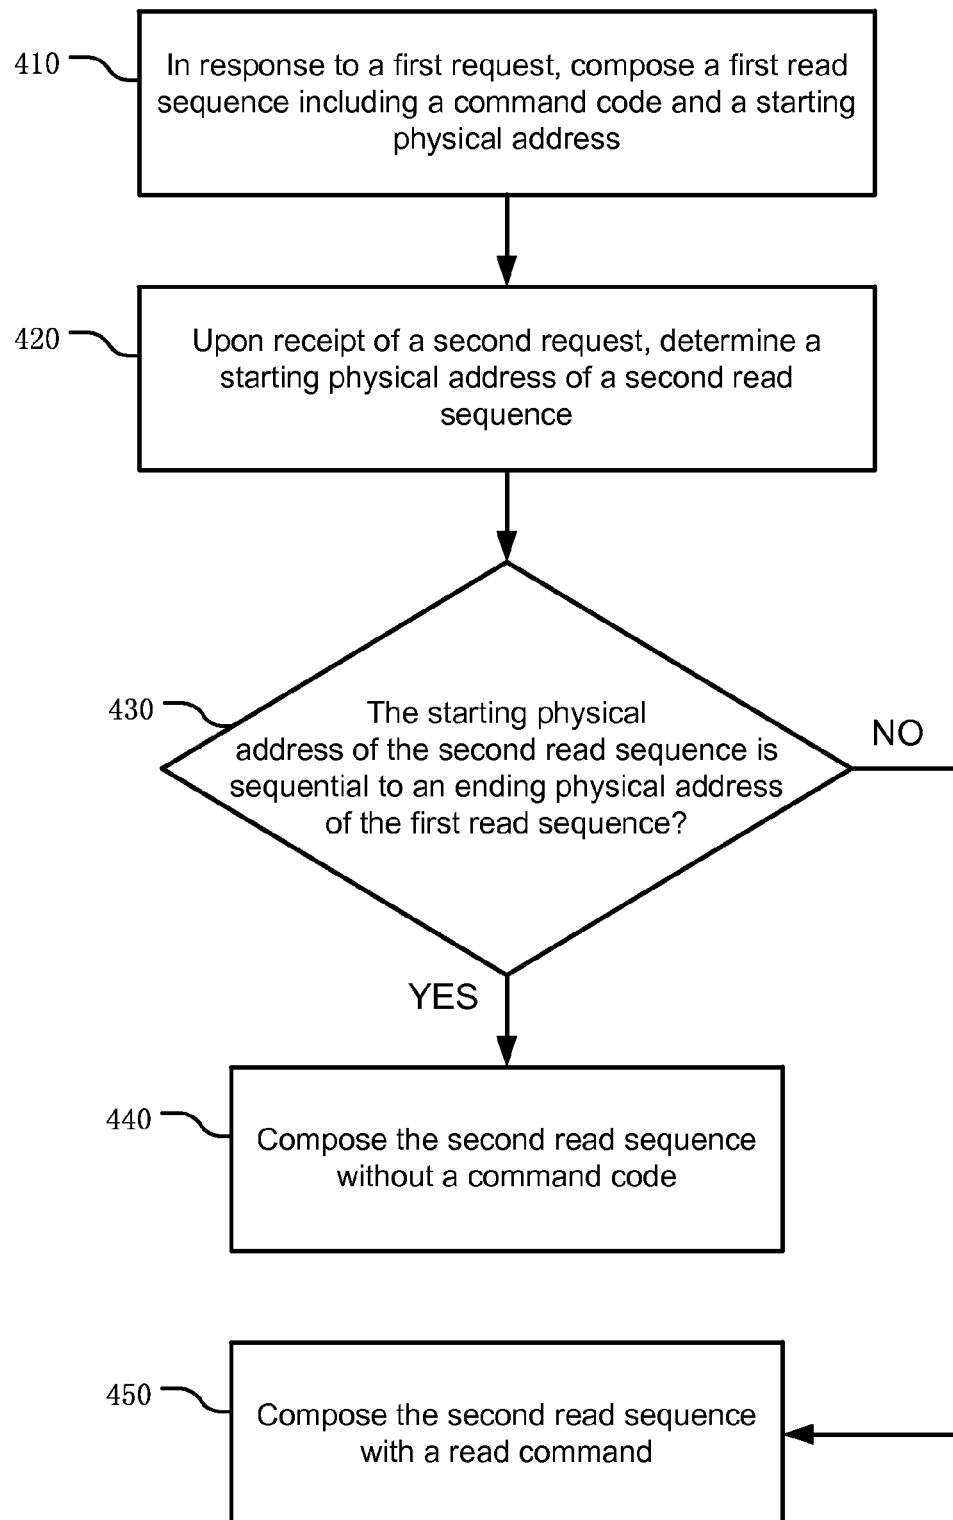 410
In response to a first request, compose a first read
sequence including a command code and a starting
physical address
420
Upon receipt of a second request, determine a
starting physical address of a second read
sequence
430
The starting physical
address of the second read sequence is
sequential to an ending physical address
of the first read sequence?
NO
YES
440
Compose the second read sequence
without a command code
450
Compose the second read sequence
with a read command